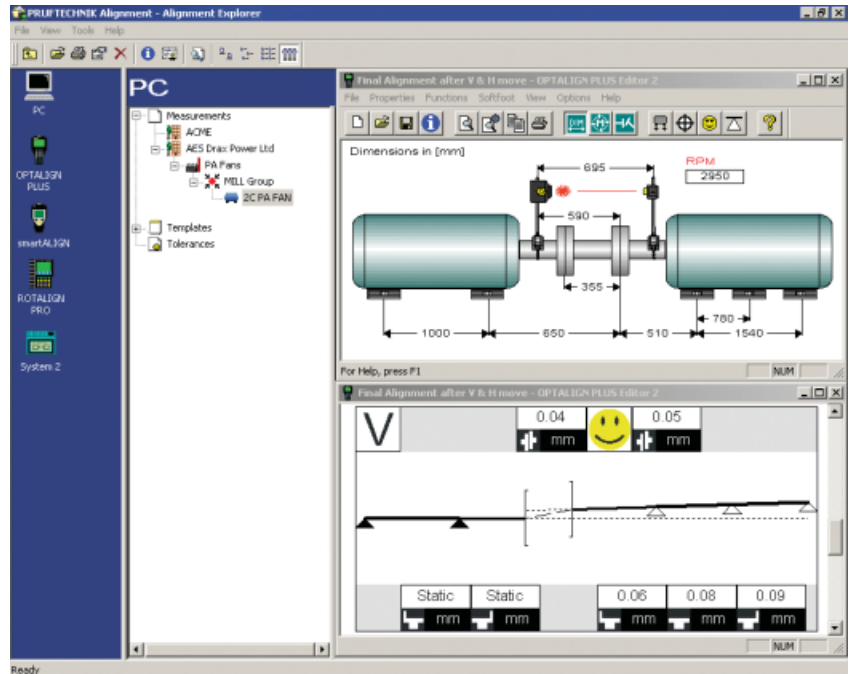 PRUFTECHNIK Alignment - Alignment Explorer
File View Tools Help
PC
OPTALIGN
PLUS
smartALIGN
ROTALIGN
PRO
System 2
PC
Measurements
ACME
AES Drax Power Ltd
PA Fans
MILL Group
2C PA FAN
Templates
Tolerances
Final Alignment after V & H move - OPTALIGN PLUS Editor 2
File Properties Functions Softfoot View Options Help
DIM
Dimensions in [mm]
695
RPM
2950
590
355
780
1000
650
510
1540
For Help, press F1
NUM
Final Alignment after V & H move - OPTALIGN PLUS Editor 2
V
0.04
0.05
mm
mm
Static
Static
0.06
0.08
0.09
mm
mm
mm
mm
mm
NUM
Ready